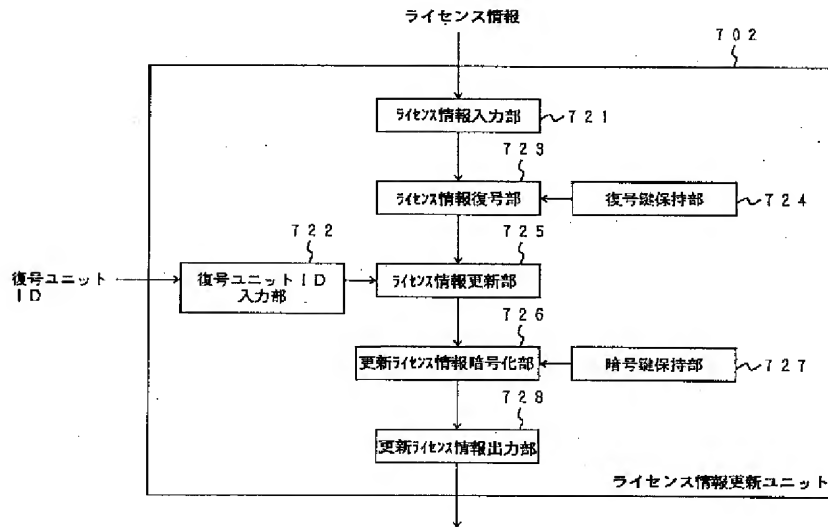 ライセンス情報
702
ライセンス情報入力部
721
723
ライセンス情報復号部
復号鍵保持部
724
722
725
復号ユニット
ID
復号ユニットID
入力部
ライセンス情報更新部
726
更新ライセンス情報暗号化部
暗号鍵保持部
727
728
更新ライセンス情報出力部
ライセンス情報更新ユニット